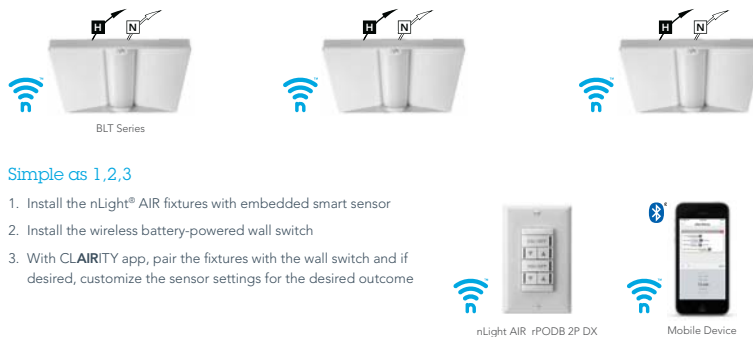 H N
H N
H N
BLT Series
Simple as 1,2,3
1. Install the nLight® AIR fixtures with embedded smart sensor
2. Install the wireless battery-powered wall switch
3. With CLAIRITY app, pair the fixtures with the wall switch and if
desired, customize the sensor settings for the desired outcome
nLight AIR rPODB 2P DX
Mobile Device